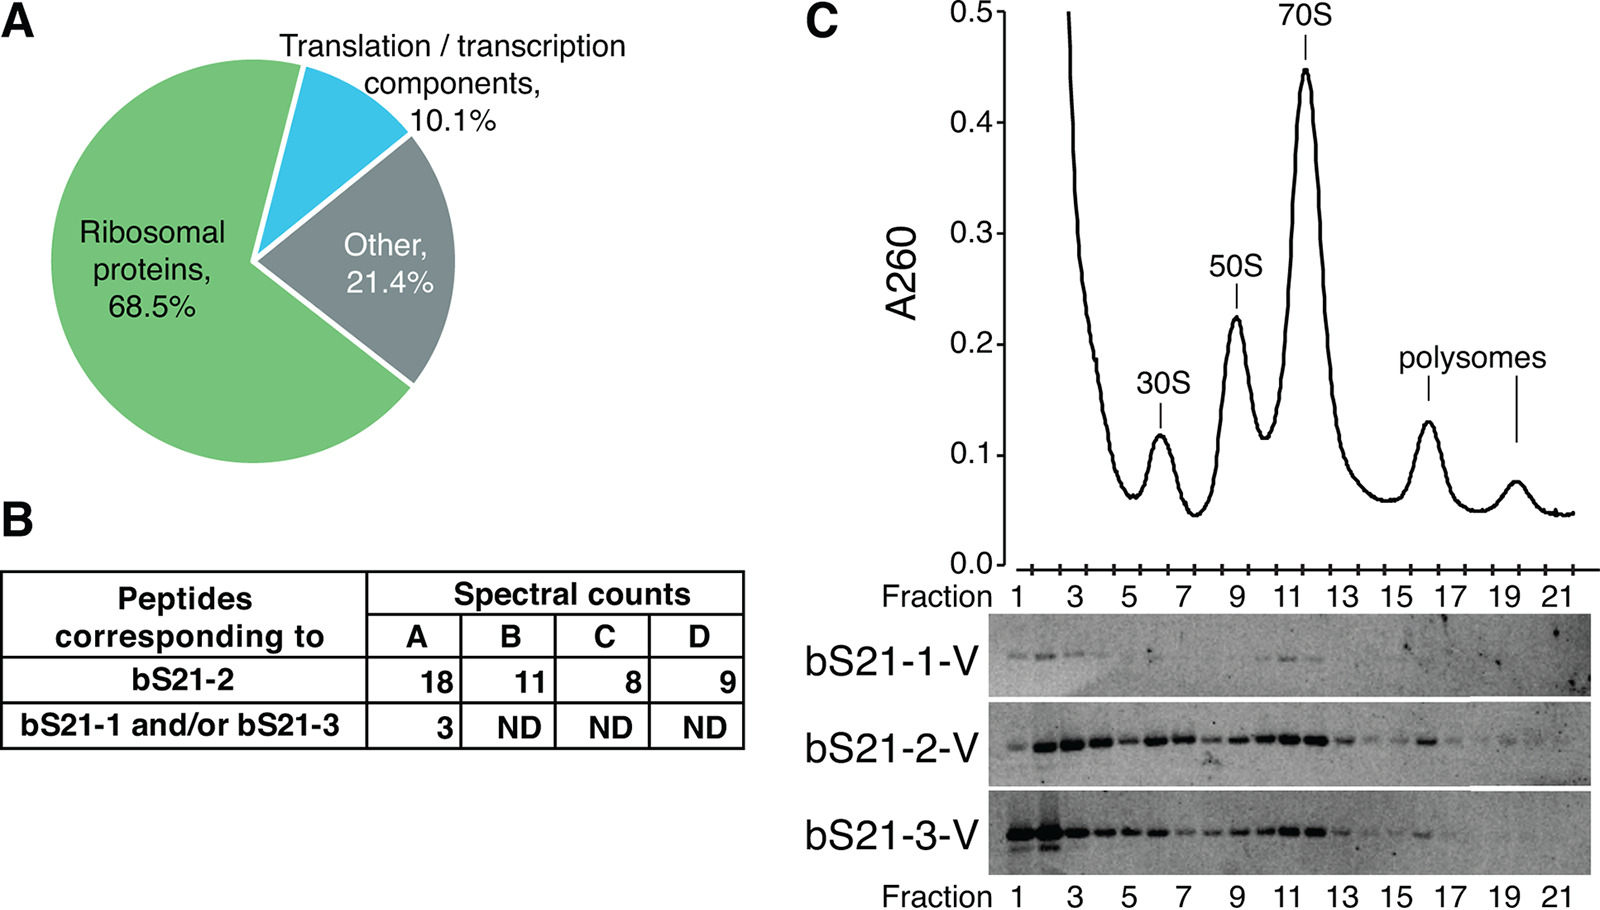 A
Translation / transcription
components,
10.1%
Ribosomal
proteins,
68.5%
Other,
21.4%
B
Peptides
corresponding to
Spectral counts
A B C D
bS21-2 18 11 8 9
bS21-1 and/or bS21-3 3 ND ND ND
C
A260
0.5
0.4
0.3
0.2
0.1
0.0
70S
50S
30S
polysomes
Fraction 1 3 5 7 9 11 13 15 17 19 21
bS21-1-V
bS21-2-V
bS21-3-V
Fraction 1 3 5 7 9 11 13 15 17 19 21